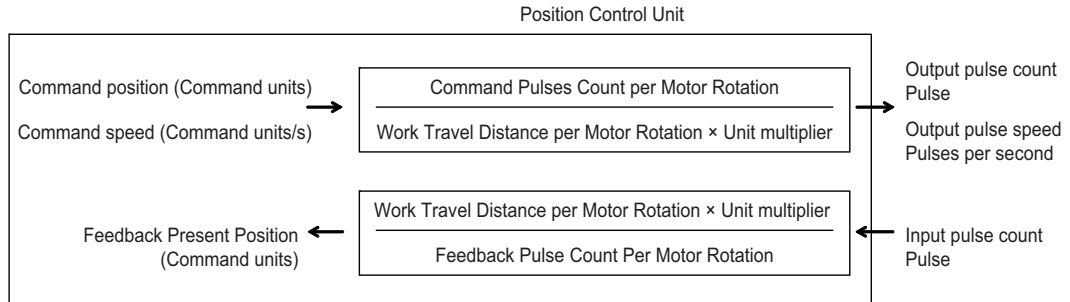 Position Control Unit
Command position (Command units)
Command speed (Command units/s)
Command Pulses Count per Motor Rotation
Work Travel Distance per Motor Rotation × Unit multiplier
Output pulse count
Pulse
Output pulse speed
Pulses per second
Feedback Present Position
(Command units)
Work Travel Distance per Motor Rotation × Unit multiplier
Feedback Pulse Count Per Motor Rotation
Input pulse count
Pulse